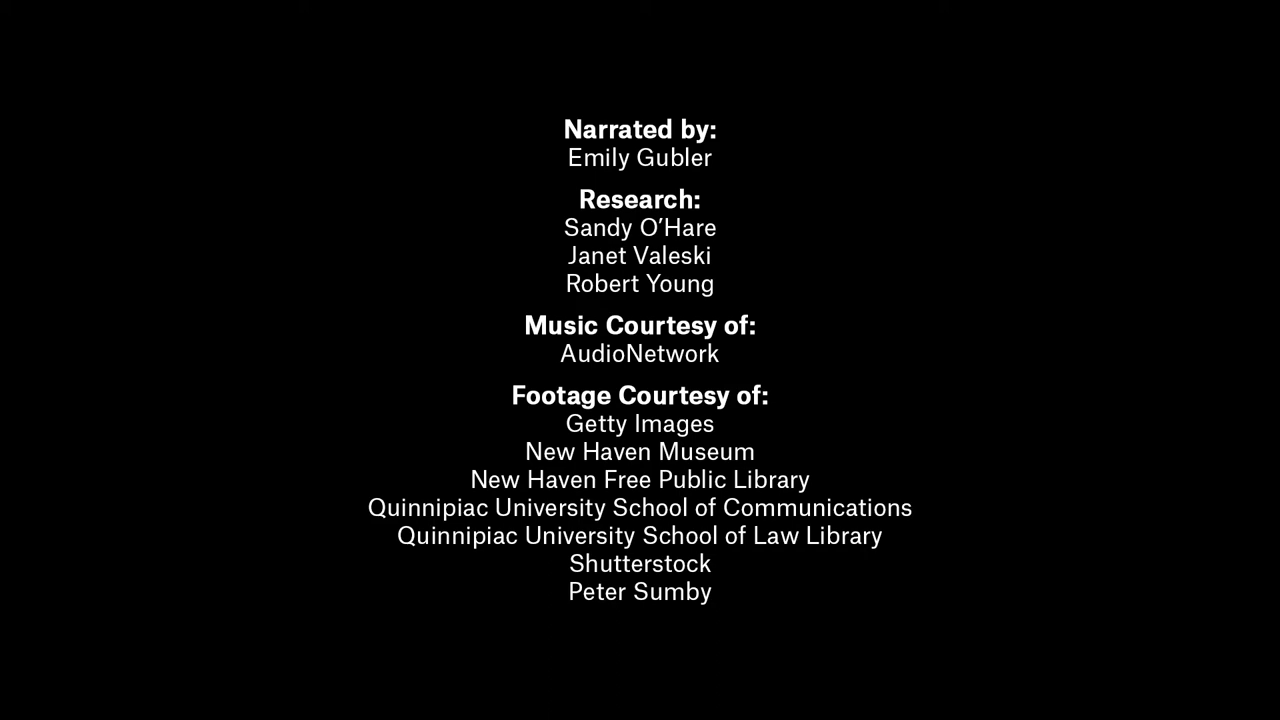 Narrated by:
Emily Gubler
Research:
Sandy O’Hare
Janet Valeski
Robert Young
Music Courtesy of:
AudioNetwork
Footage Courtesy of:
Getty Images
New Haven Museum
New Haven Free Public Library
Quinnipiac University School of Communications
Quinnipiac University School of Law Library
Shutterstock
Peter Sumby